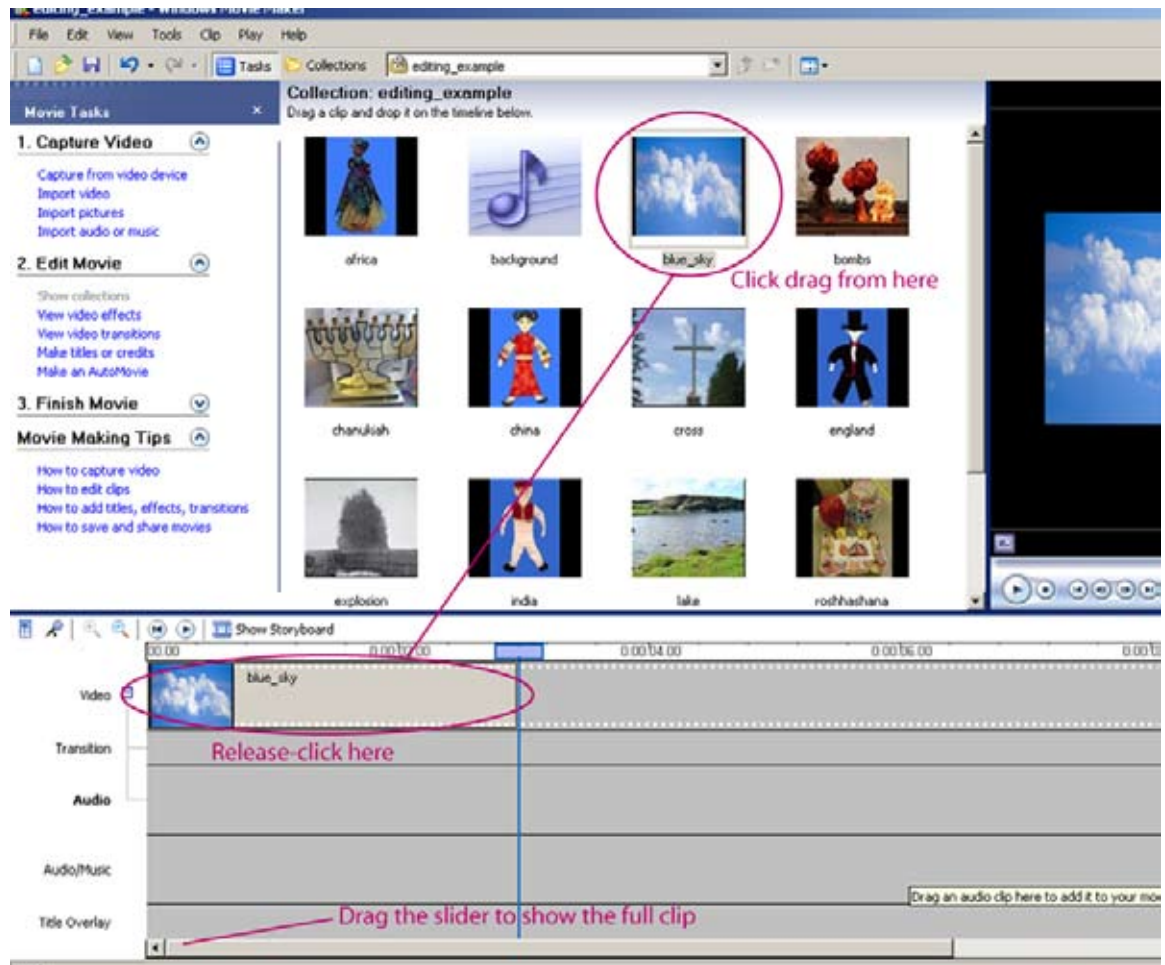 editing_example - Windows Movie Maker
File Edit View Tools Clip Play Help
Tasks Collections editing_example
Movie Tasks
1. Capture Video
Capture from video device
Import video
Import pictures
Import audio or music
2. Edit Movie
Show collections
View video effects
View video transitions
Make titles or credits
Make an AutoMovie
3. Finish Movie
Movie Making Tips
How to capture video
How to edit clips
How to add titles, effects, transitions
How to save and share movies
Collection: editing_example
Drag a clip and drop it on the timeline below.
africa background blue_sky bombs
Click drag from here
chanukiah china cross england
explosion india lake roshhashana
Show Storyboard
00.00 0:00:02.00 0:00:04.00 0:00:06.00
Video
blue_sky
Release-click here
Transition
Audio
Audio/Music
Drag an audio clip here to add it to your
Title Overlay
Drag the slider to show the full clip